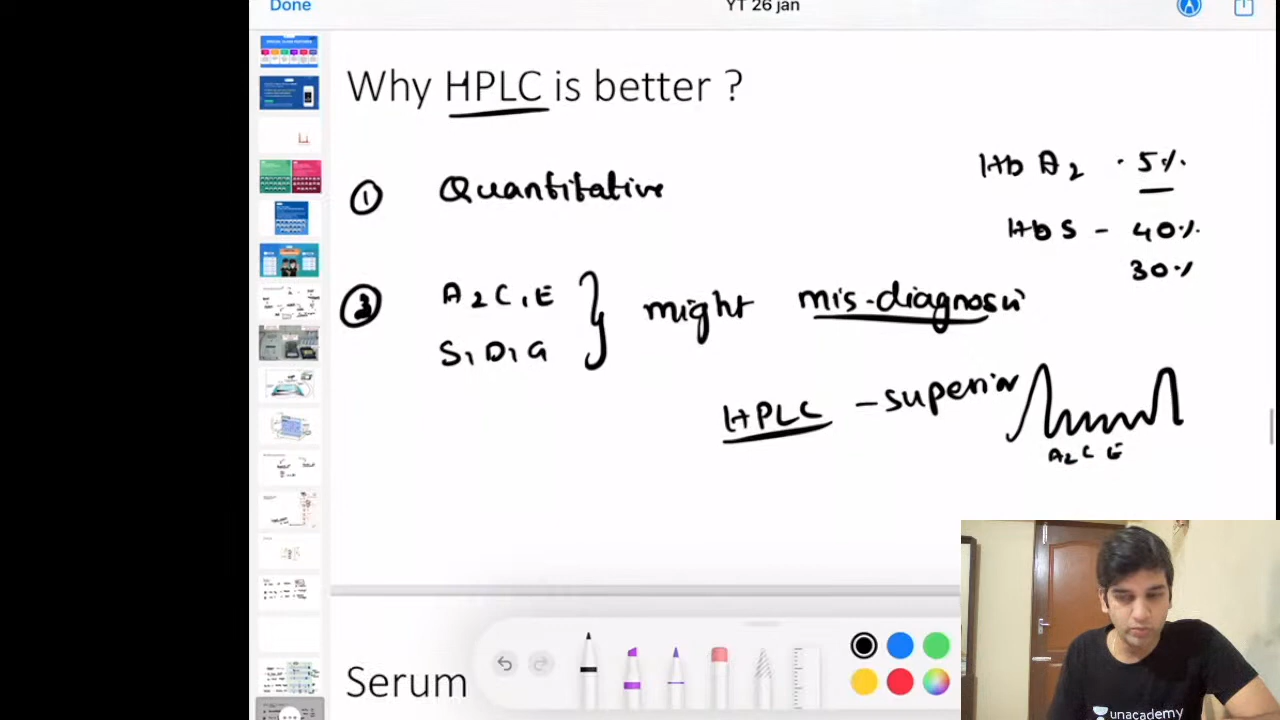 Done
YT 26 jan
Why HPLC is better ?
① Quantitative
Hb A2 · 5%
Hb S - 40%
30%
② A2 C, E
S, D, G
might mis-diagnosis
HPLC - superior
A2 C E
Serum
unacademy